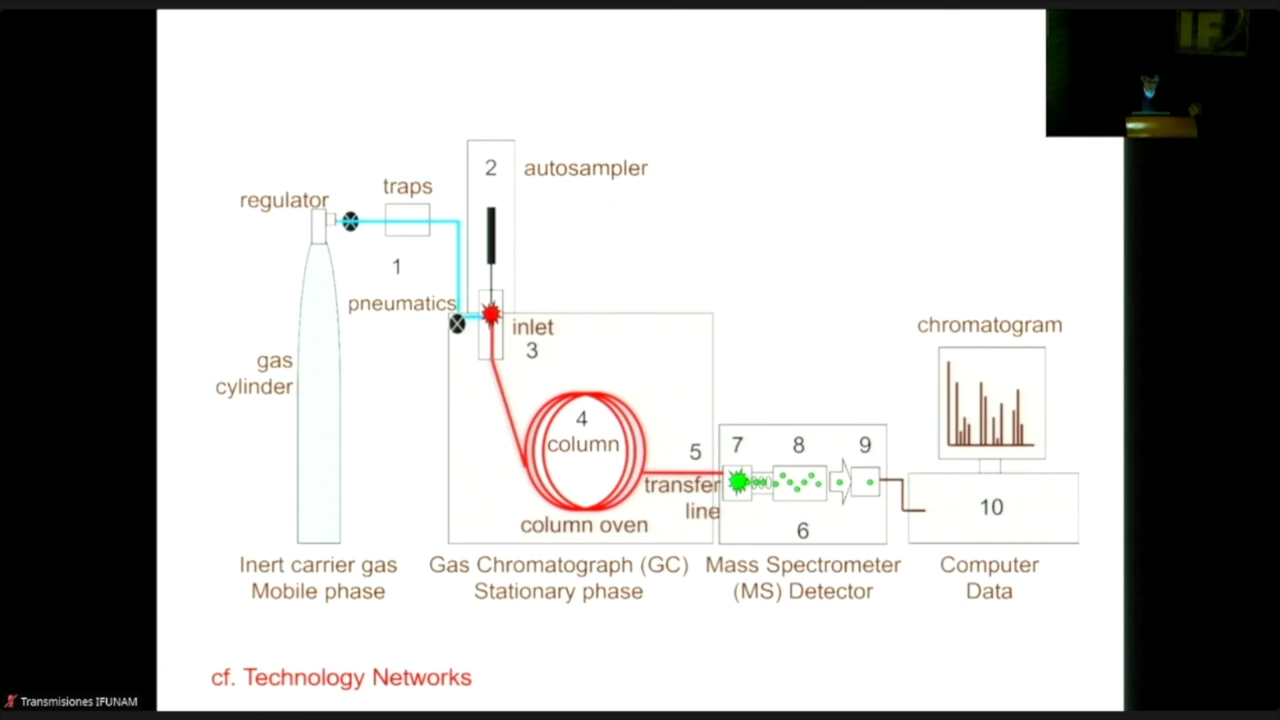 IF
2
autosampler
traps
regulator
1
pneumatics
inlet
3
chromatogram
gas
cylinder
4
column
5
7
8
9
transfer
line
column oven
6
10
Inert carrier gas
Mobile phase
Gas Chromatograph (GC)
Stationary phase
Mass Spectrometer
(MS) Detector
Computer
Data
cf. Technology Networks
Transmisiones IFUNAM